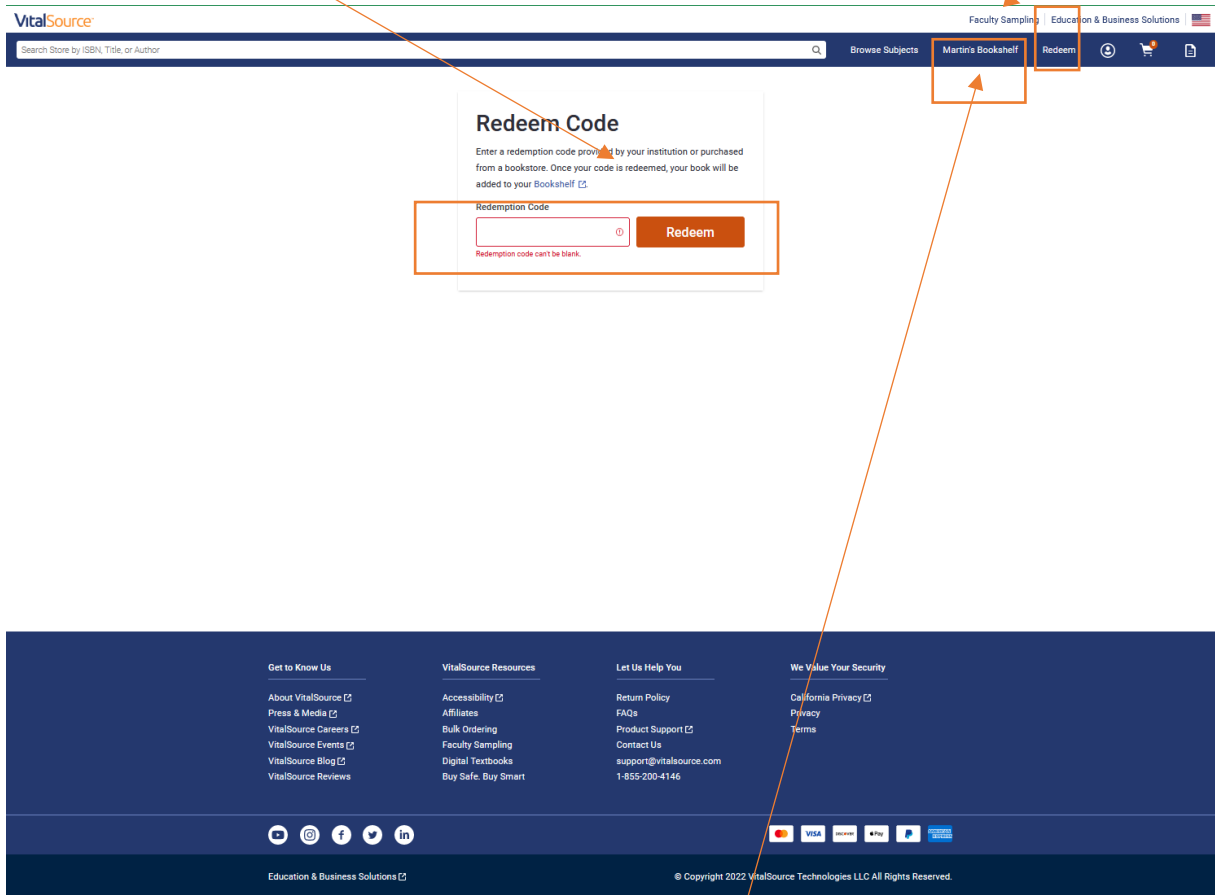 VitalSource
Faculty Sampling Education & Business Solutions
Search Store by ISBN, Title, or Author Browse Subjects Martin's Bookshelf Redeem 0
Redeem Code
Enter a redemption code provided by your institution or purchased
from a bookstore. Once your code is redeemed, your book will be
added to your Bookshelf.
Redemption Code
Redeem
Redemption code can't be blank.
Get to Know Us
About VitalSource
Press & Media
VitalSource Careers
VitalSource Events
VitalSource Blog
VitalSource Reviews
VitalSource Resources
Accessibility
Affiliates
Bulk Ordering
Faculty Sampling
Digital Textbooks
Buy Safe. Buy Smart
Let Us Help You
Return Policy
FAQs
Product Support
Contact Us
support@vitalsource.com
1-855-200-4146
We Value Your Security
California Privacy
Privacy
Terms
VISA DISCOVER Pay
Education & Business Solutions © Copyright 2022 VitalSource Technologies LLC All Rights Reserved.